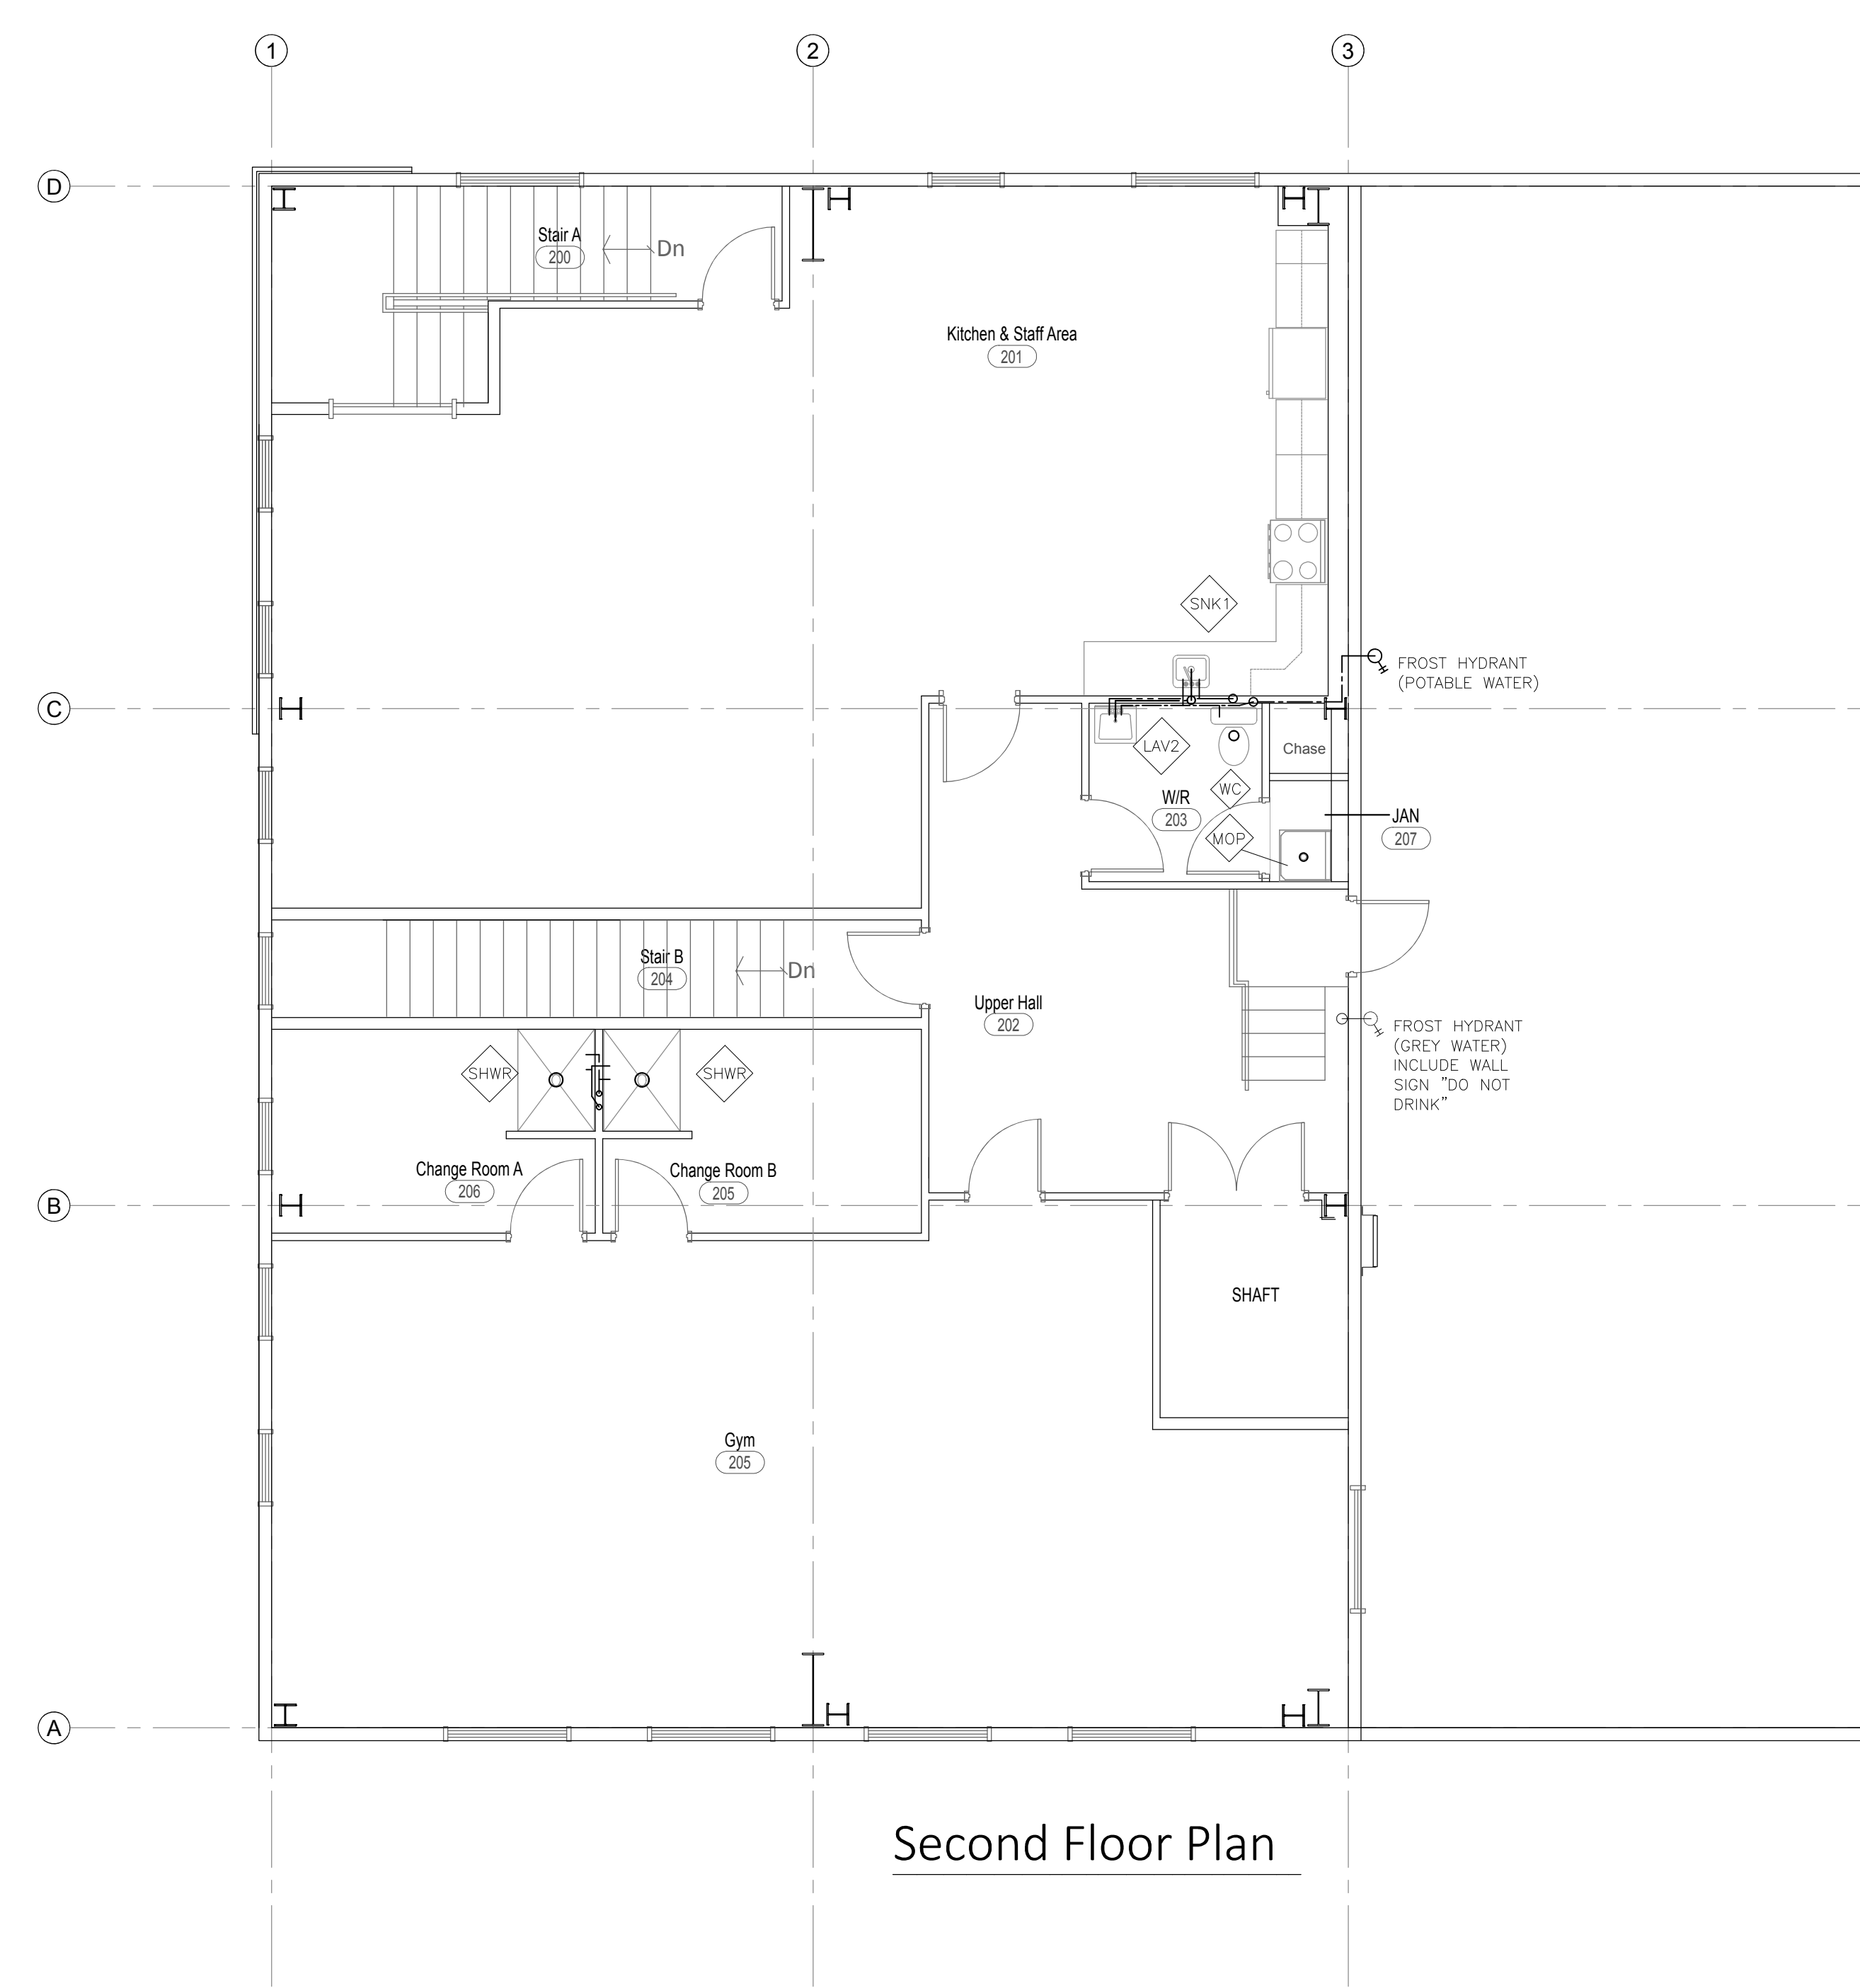 1
2
3
D
Stair A
200
Dn
Kitchen & Staff Area
201
SNK1
FROST HYDRANT
(POTABLE WATER)
C
LAV2
Chase
WC
W/R
203
MOP
JAN
207
Stair B
204
Dn
Upper Hall
202
FROST HYDRANT
(GREY WATER)
INCLUDE WALL
SIGN "DO NOT
DRINK"
SHWR
SHWR
Change Room A
206
Change Room B
205
B
SHAFT
Gym
205
A
Second Floor Plan